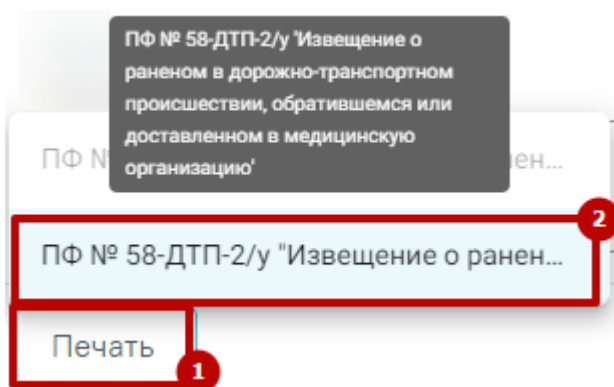 ПФ № 58-ДТП-2/у 'Извещение о
раненом в дорожно-транспортном
происшествии, обратившемся или
доставленном в медицинскую
организацию'
ПФ № ен...
2
ПФ № 58-ДТП-2/у "Извещение о ранен...
Печать
1